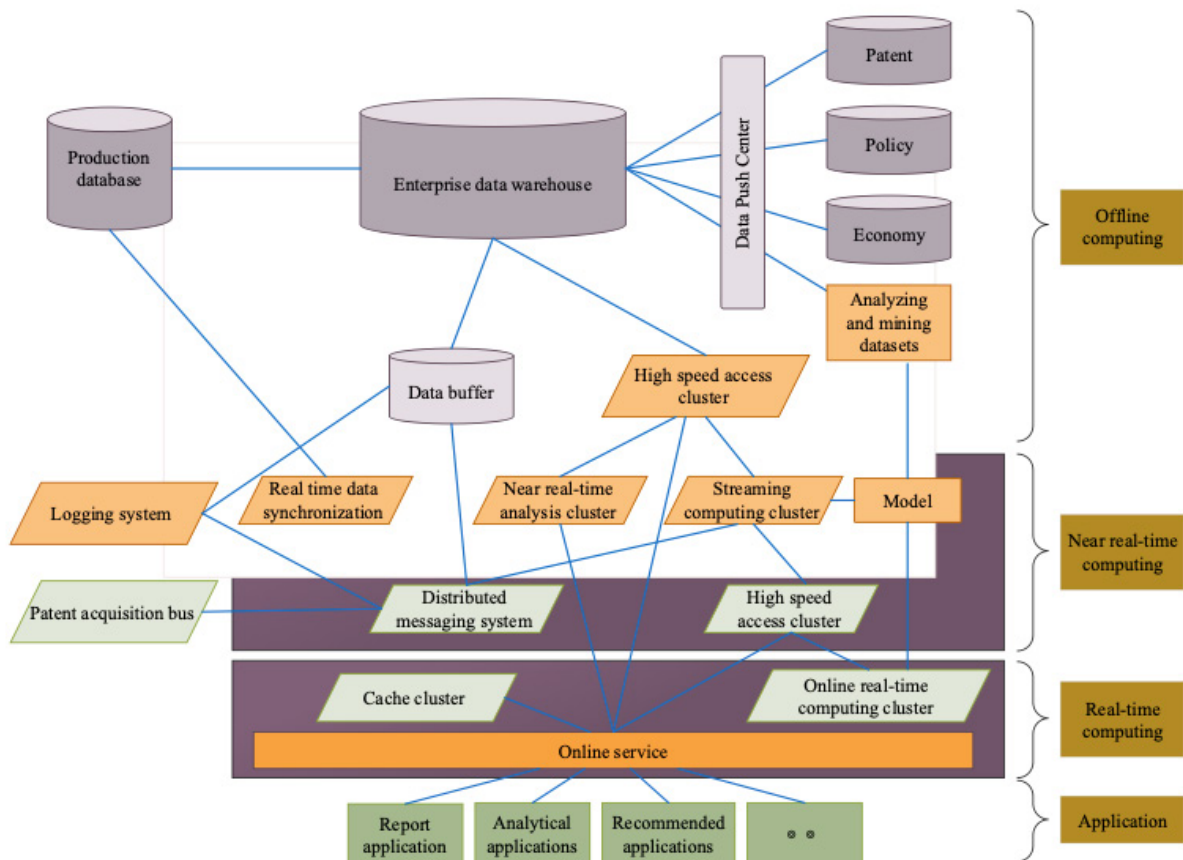 Patent
Production
database
Enterprise data warehouse
Data Push Center
Policy
Economy
Offline
computing
Analyzing
and mining
datasets
Data buffer
High speed access
cluster
Logging system
Real time data
synchronization
Near real-time
analysis cluster
Streaming
computing cluster
Model
Near real-time
computing
Patent acquisition bus
Distributed
messaging system
High speed
access cluster
Cache cluster
Online real-time
computing cluster
Real-time
computing
Online service
Report
application
Analytical
applications
Recommended
applications
Application